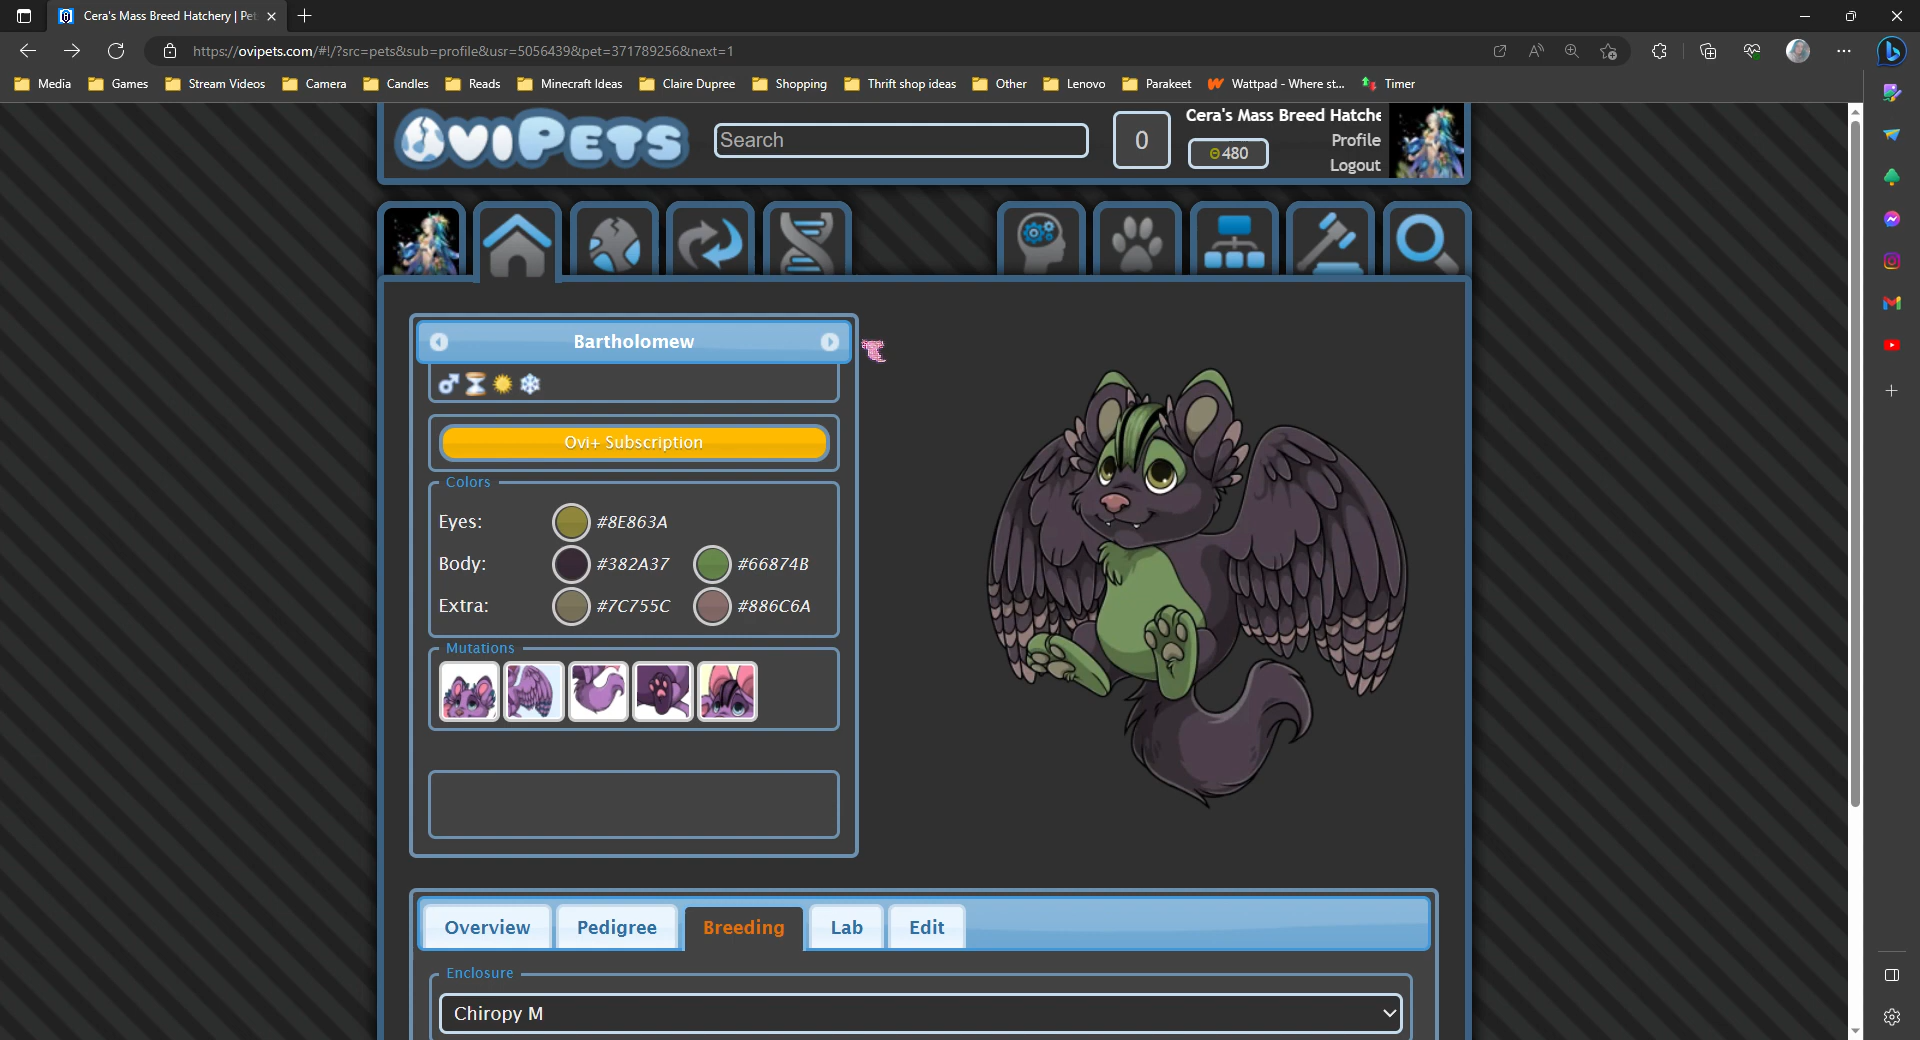 Cera's Mass Breed Hatchery | Pet
https://ovipets.com/#!/?src=pets&sub=profile&usr=5056439&pet=371789256&next=1
Media
Games
Stream Videos
Camera
Candles
Reads
Minecraft Ideas
Claire Dupree
Shopping
Thrift shop ideas
Other
Lenovo
Parakeet
Wattpad - Where st...
Timer
OviPets
Search
0
Cera's Mass Breed Hatche
480
Profile
Logout
Bartholomew
Ovi+ Subscription
Colors
Eyes: #8E863A
Body: #382A37 #66874B
Extra: #7C755C #886C6A
Mutations
Overview
Pedigree
Breeding
Lab
Edit
Enclosure
Chiropy M